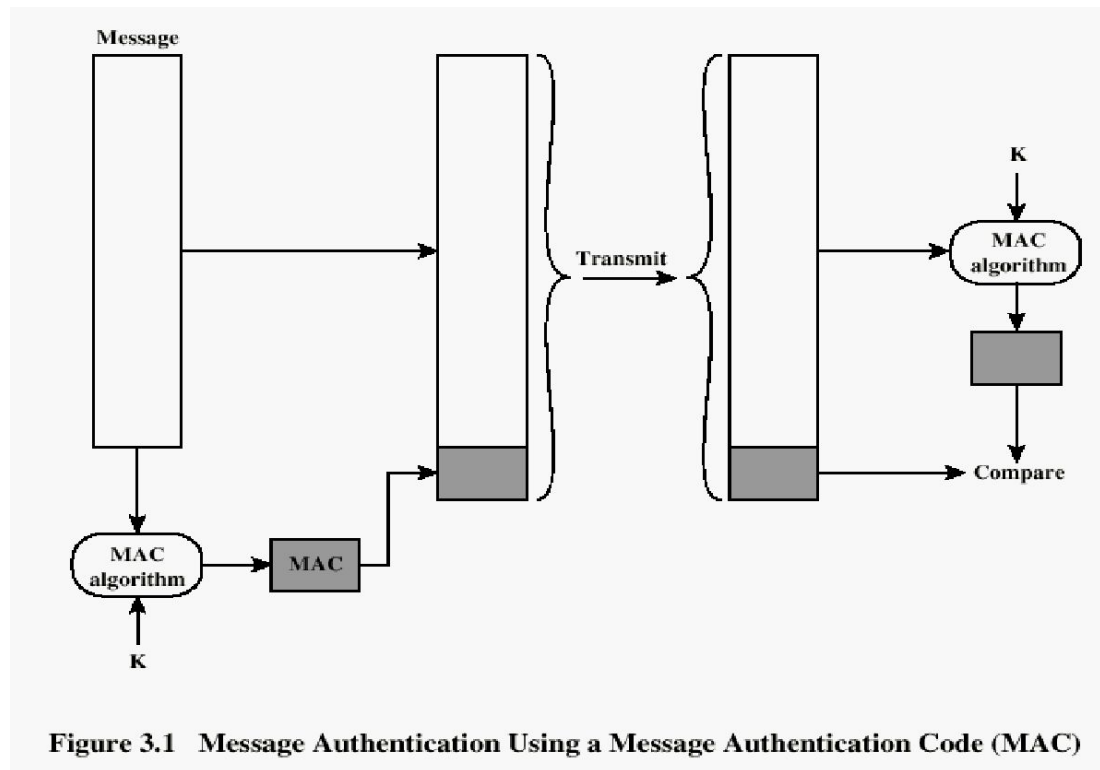 Message
K
Transmit
MAC
algorithm
Compare
MAC
algorithm
MAC
K
Figure 3.1 Message Authentication Using a Message Authentication Code (MAC)